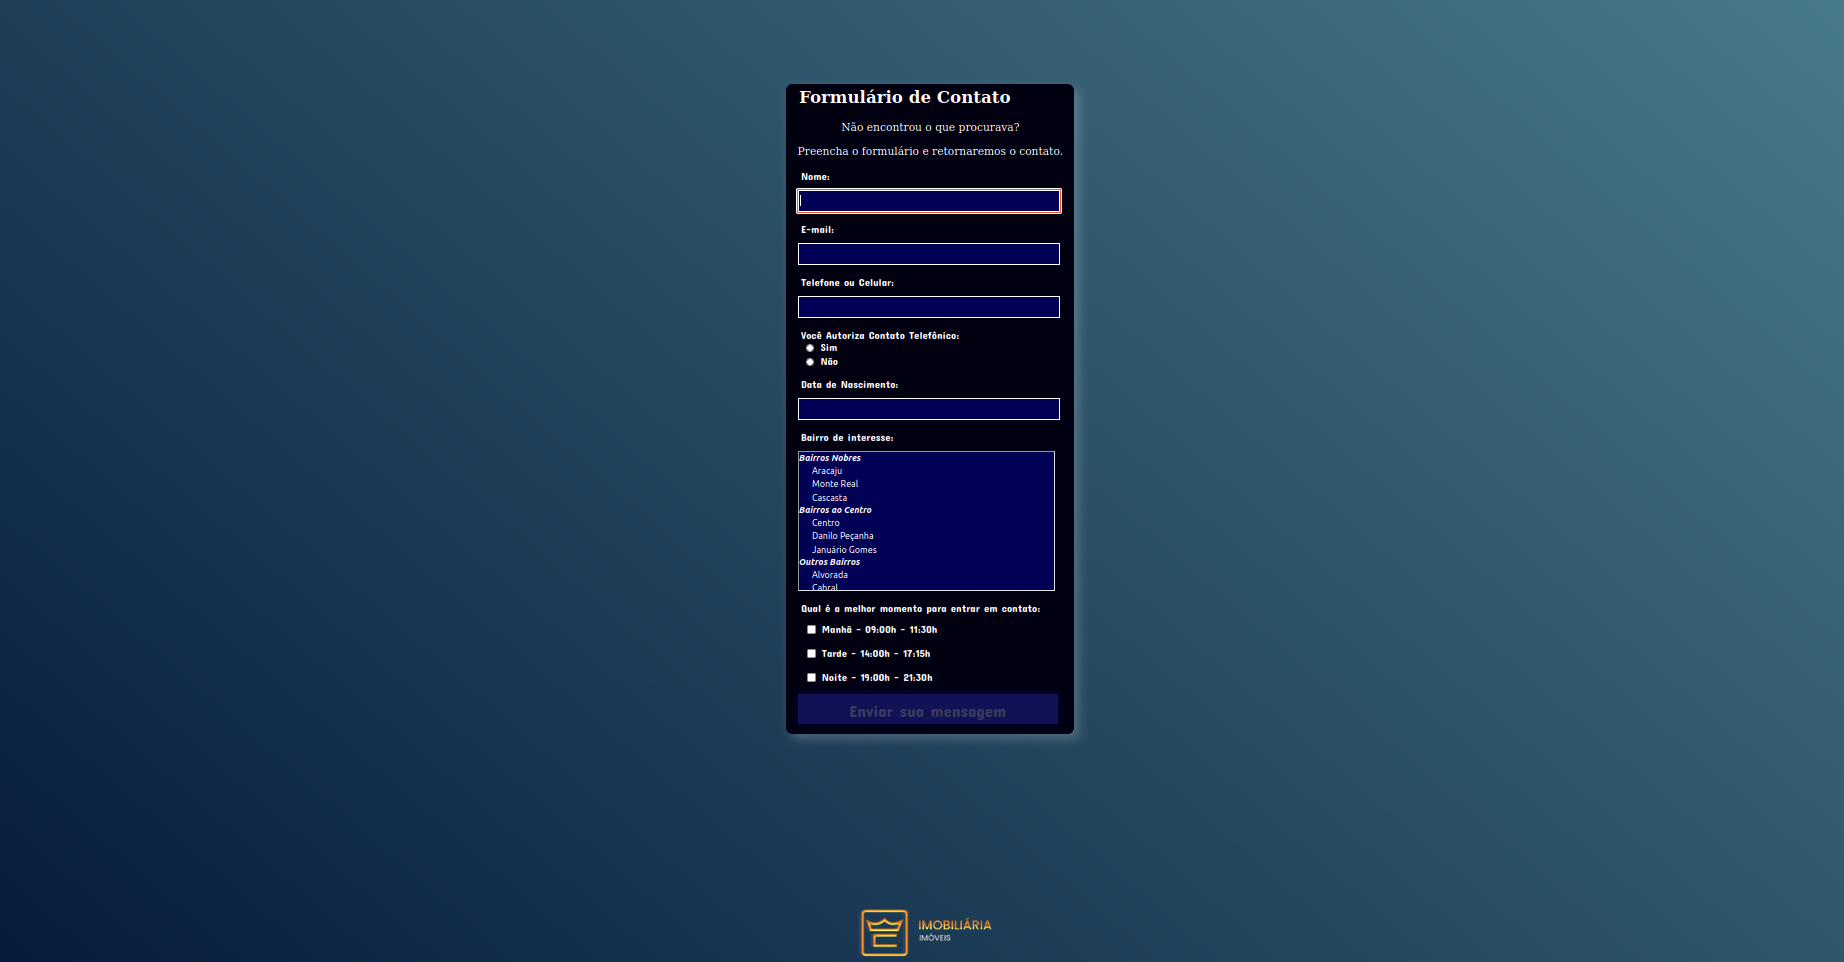 Formulário de Contato
Não encontrou o que procurava?
Preencha o formulário e retornaremos o contato.
Nome:
E-mail:
Telefone ou Celular:
Você Autoriza Contato Telefônico:
Sim
Não
Data de Nascimento:
Bairro de interesse:
Bairros Nobres
Aracaju
Monte Real
Cascasta
Bairros ao Centro
Centro
Danilo Peçanha
Januário Gomes
Outros Bairros
Alvorada
Cabral
Qual é a melhor momento para entrar em contato:
Manhã - 09:00h - 11:30h
Tarde - 14:00h - 17:15h
Noite - 19:00h - 21:30h
Enviar sua mensagem
IMOBILIÁRIA
IMÓVEIS